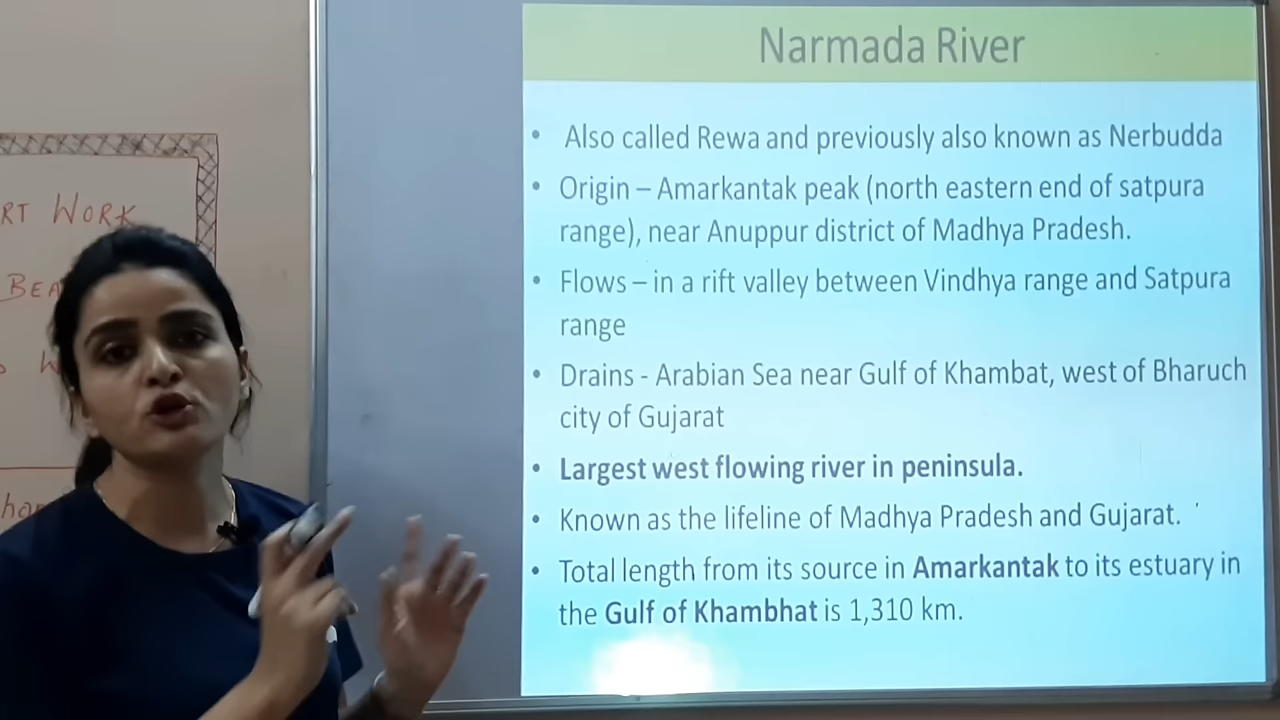 RT WORK
BEA
W
har
Narmada River
• Also called Rewa and previously also known as Nerbudda
• Origin – Amarkantak peak (north eastern end of satpura
range), near Anuppur district of Madhya Pradesh.
• Flows – in a rift valley between Vindhya range and Satpura
range
• Drains - Arabian Sea near Gulf of Khambat, west of Bharuch
city of Gujarat
• Largest west flowing river in peninsula.
• Known as the lifeline of Madhya Pradesh and Gujarat.
• Total length from its source in Amarkantak to its estuary in
the Gulf of Khambhat is 1,310 km.